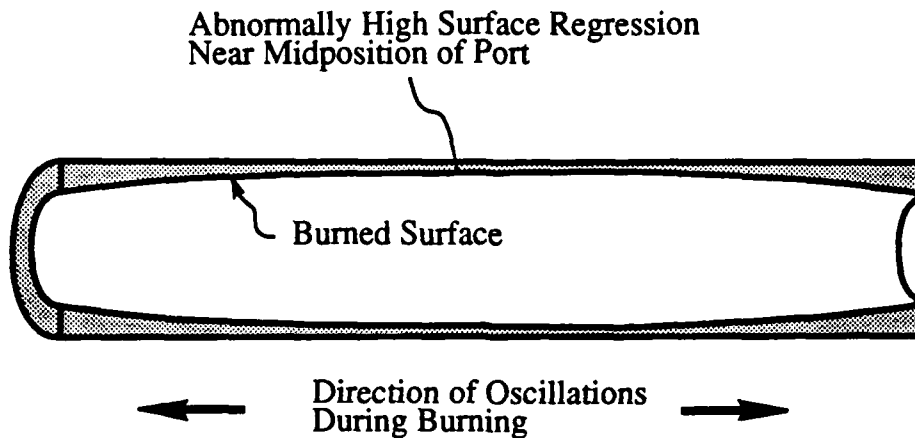 Abnormally High Surface Regression
Near Midposition of Port
Burned Surface
Direction of Oscillations
During Burning